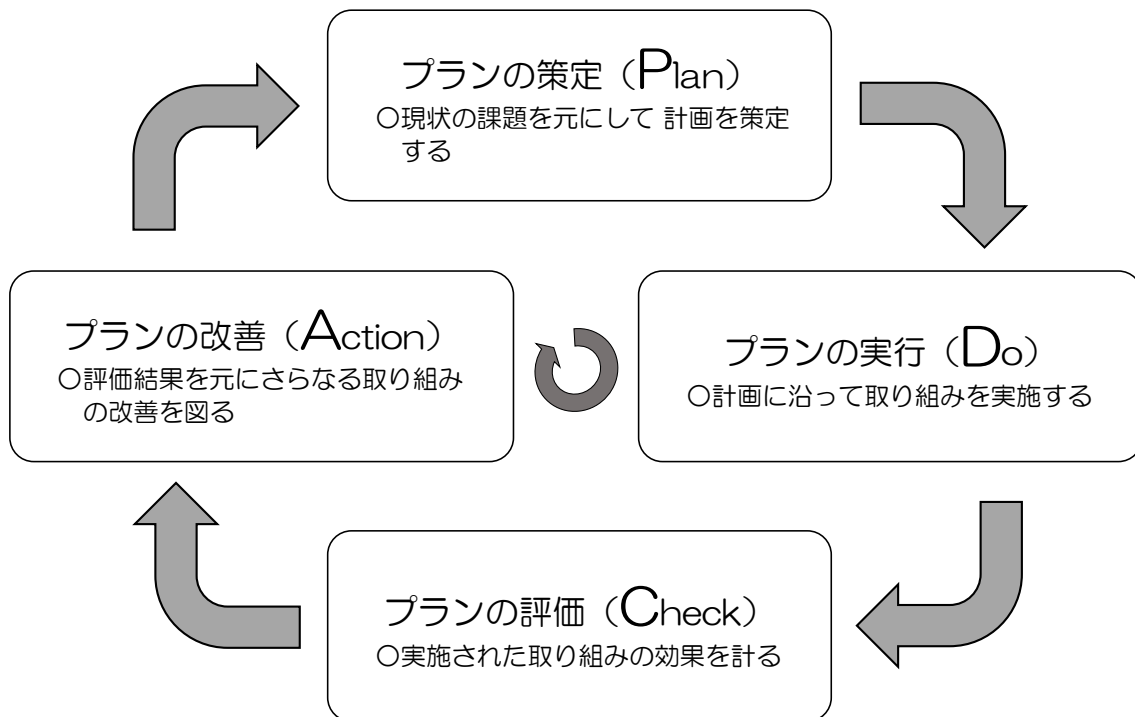 プランの策定（Plan）
○現状の課題を元にして 計画を策定
する
プランの改善（Action）
○評価結果を元にさらなる取り組み
の改善を図る
プランの実行（Do）
○計画に沿って取り組みを実施する
プランの評価（Check）
○実施された取り組みの効果を計る